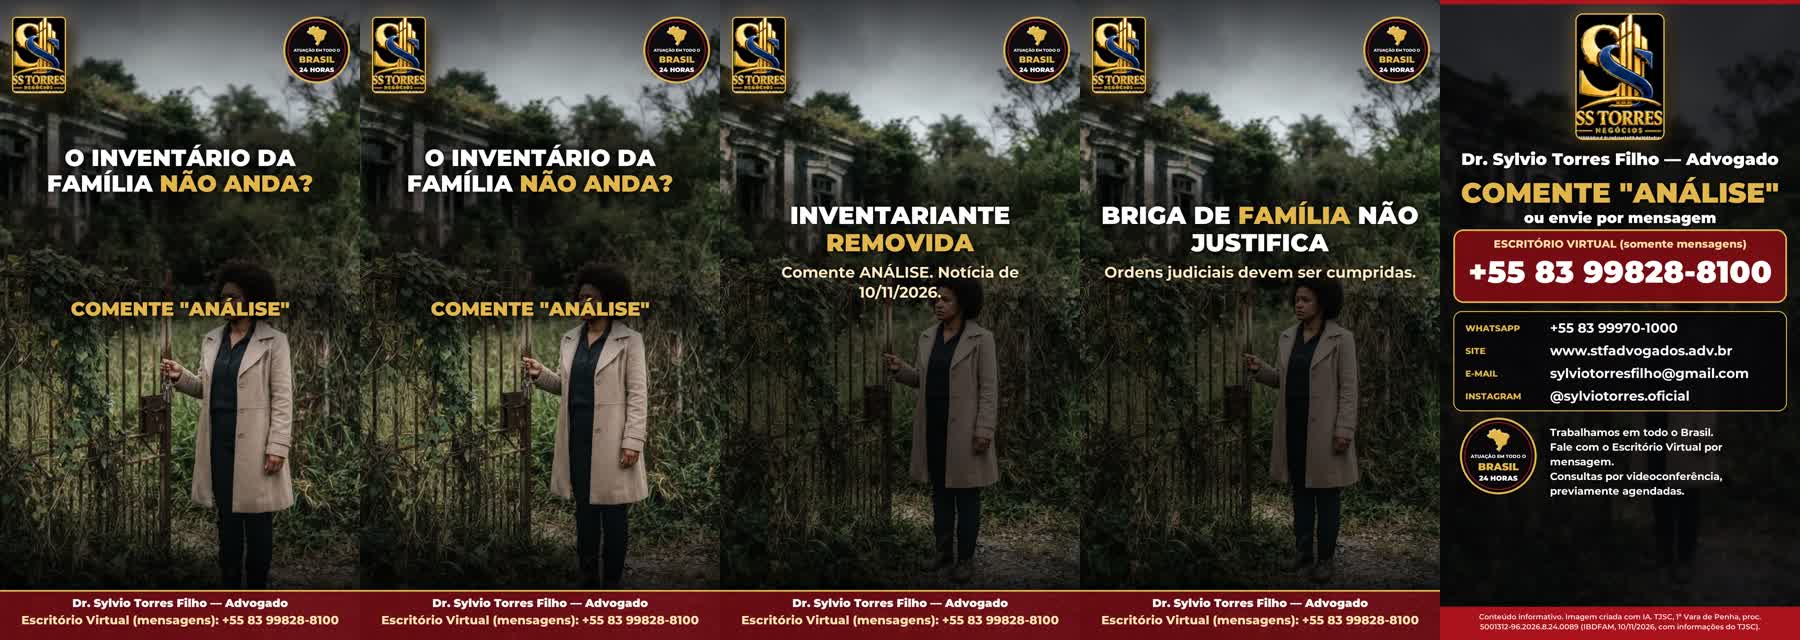 SS TORRES
NEGÓCIOS
ATUAÇÃO EM TODO O
BRASIL
24 HORAS
O INVENTÁRIO DA
FAMÍLIA NÃO ANDA?
COMENTE "ANÁLISE"
Dr. Sylvio Torres Filho — Advogado
Escritório Virtual (mensagens): +55 83 99828-8100
SS TORRES
NEGÓCIOS
ATUAÇÃO EM TODO O
BRASIL
24 HORAS
O INVENTÁRIO DA
FAMÍLIA NÃO ANDA?
COMENTE "ANÁLISE"
Dr. Sylvio Torres Filho — Advogado
Escritório Virtual (mensagens): +55 83 99828-8100
SS TORRES
NEGÓCIOS
ATUAÇÃO EM TODO O
BRASIL
24 HORAS
INVENTARIANTE
REMOVIDA
Comente ANÁLISE. Notícia de
10/11/2026.
Dr. Sylvio Torres Filho — Advogado
Escritório Virtual (mensagens): +55 83 99828-8100
SS TORRES
NEGÓCIOS
ATUAÇÃO EM TODO O
BRASIL
24 HORAS
BRIGA DE FAMÍLIA NÃO
JUSTIFICA
Ordens judiciais devem ser cumpridas.
Dr. Sylvio Torres Filho — Advogado
Escritório Virtual (mensagens): +55 83 99828-8100
SS TORRES
NEGÓCIOS
Dr. Sylvio Torres Filho — Advogado
COMENTE "ANÁLISE"
ou envie por mensagem
ESCRITÓRIO VIRTUAL (somente mensagens)
+55 83 99828-8100
WHATSAPP +55 83 99970-1000
SITE www.stfadvogados.adv.br
E-MAIL sylviotorresfilho@gmail.com
INSTAGRAM @sylviotorres.oficial
ATUAÇÃO EM TODO O
BRASIL
24 HORAS
Trabalhamos em todo o Brasil.
Fale com o Escritório Virtual por
mensagem.
Consultas por videoconferência,
previamente agendadas.
Conteúdo informativo. Imagem criada com IA. TJSC, 1ª Vara de Penha, proc.
5001312-96.2026.8.24.0089 (IBDFAM, 10/11/2026, com informações do TJSC).